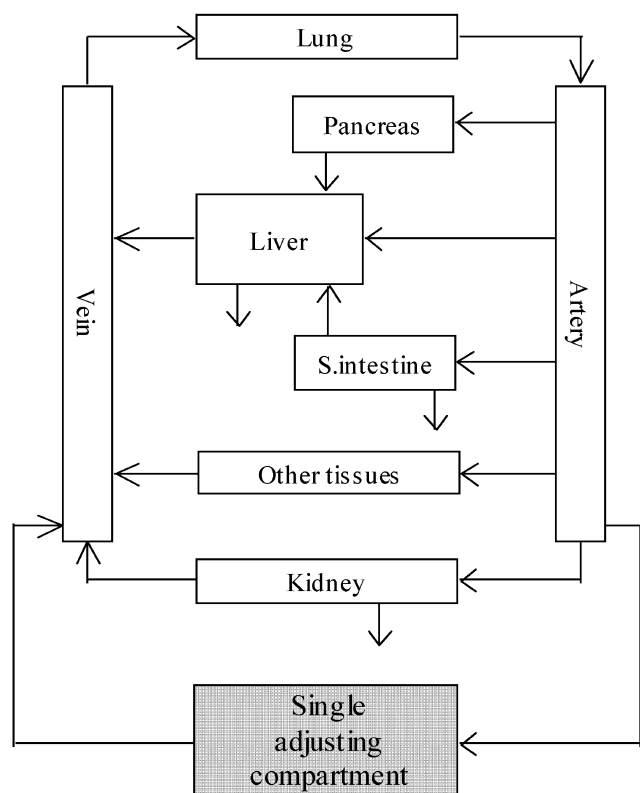 Lung
Pancreas
Liver
Vein
Artery
S.intestine
Other tissues
Kidney
Single
adjusting
compartment